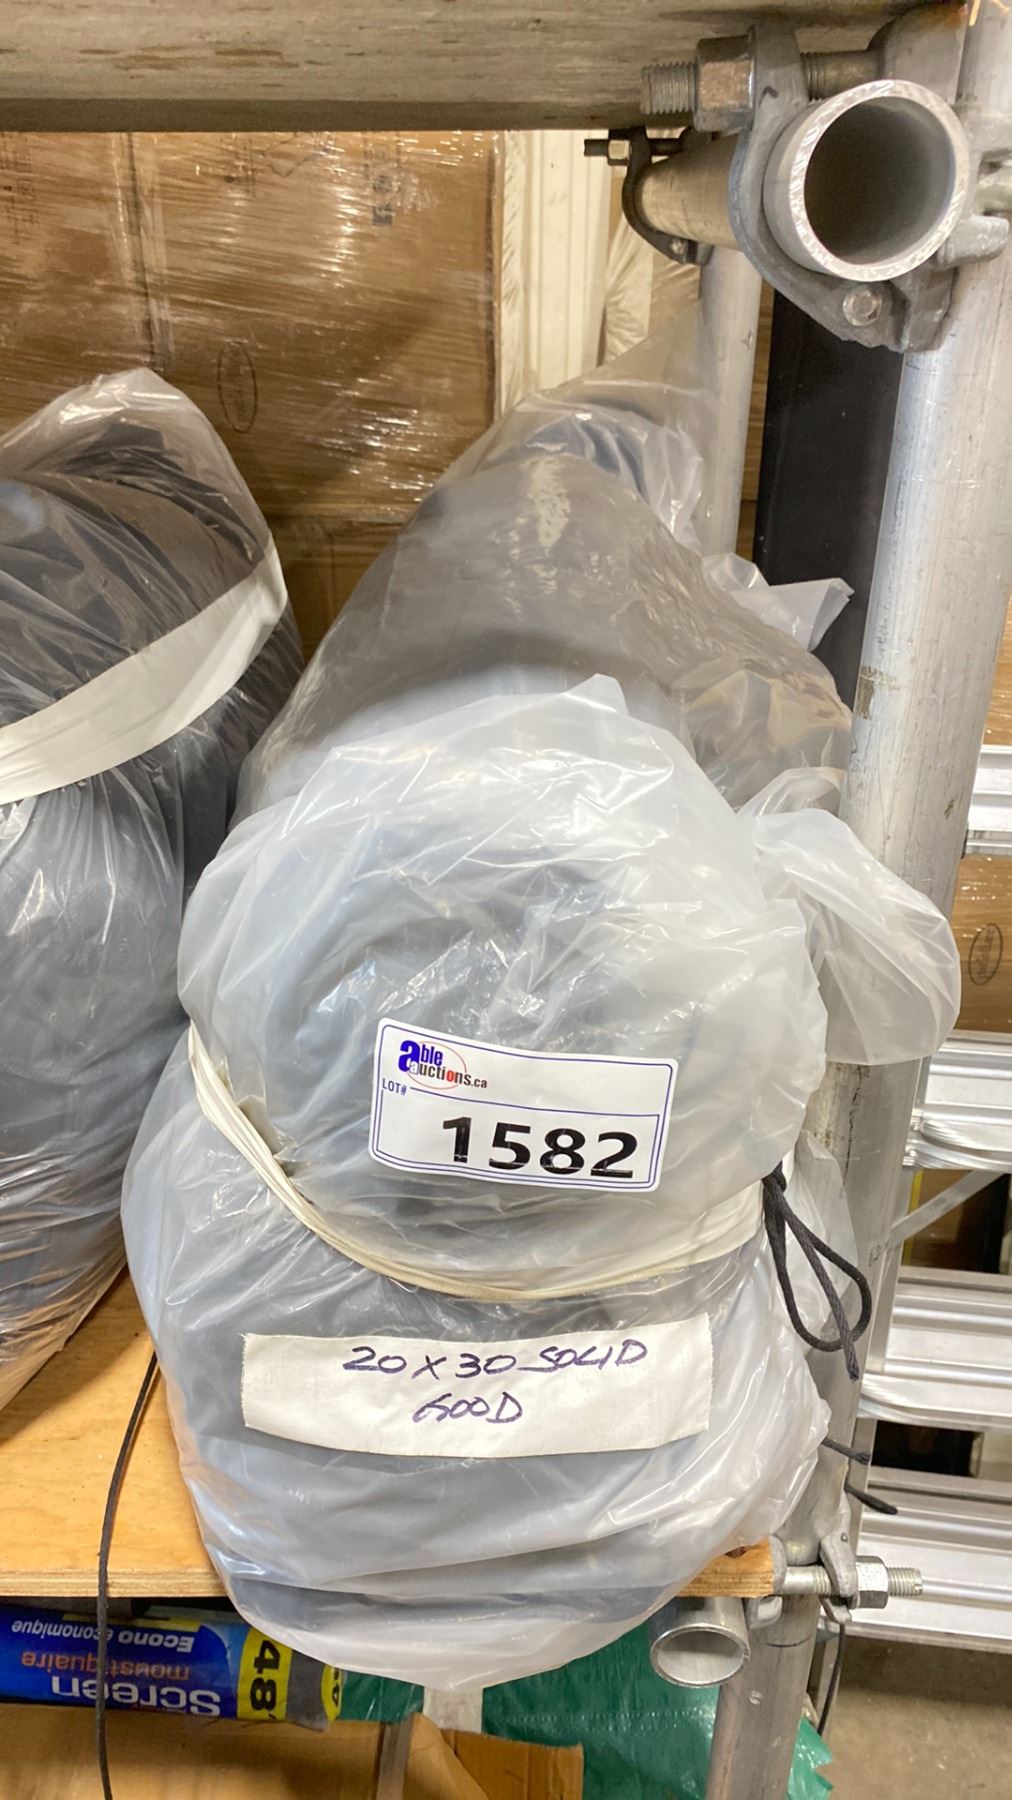 able
auctions.ca
LOT#
1582
20 X 30 SOLID
GOOD
Econo économique
moustiquaire
Screen
48"